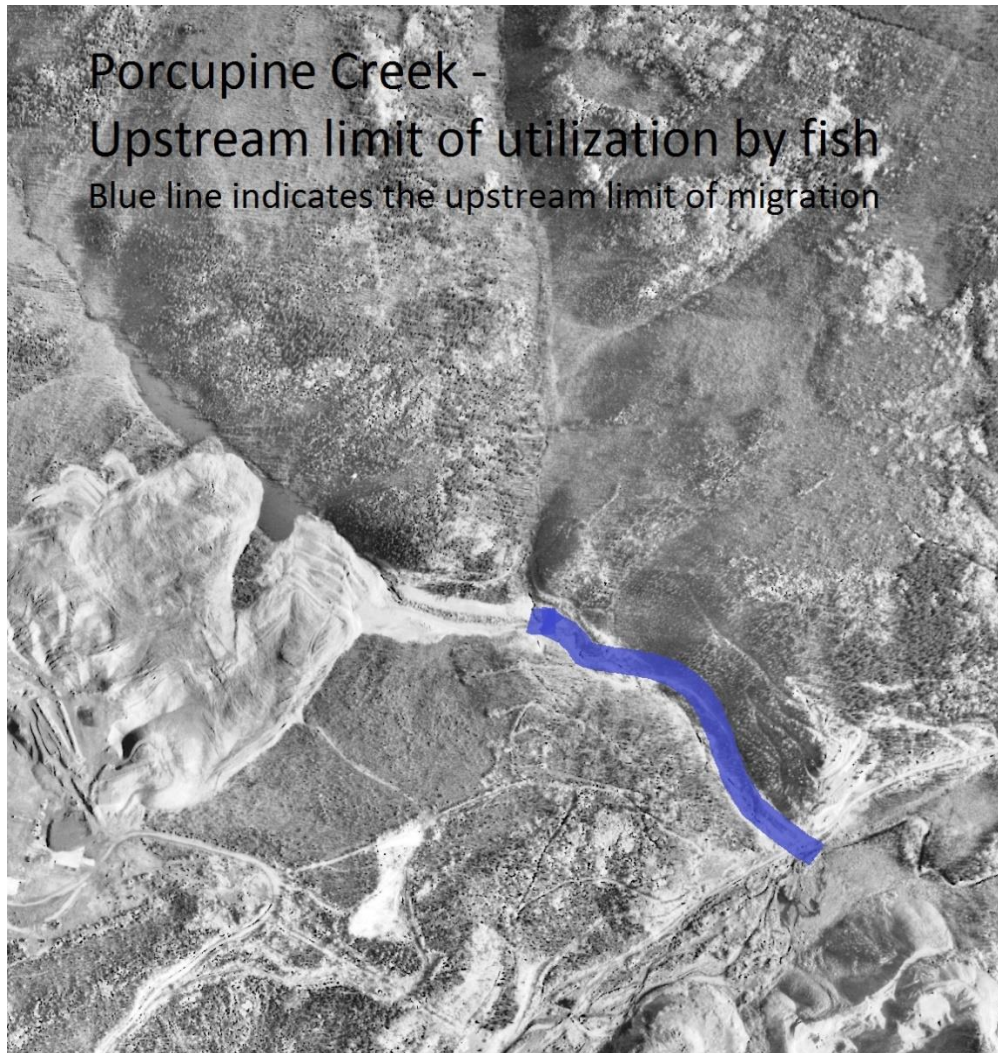 Porcupine Creek -
Upstream limit of utilization by fish
Blue line indicates the upstream limit of migration